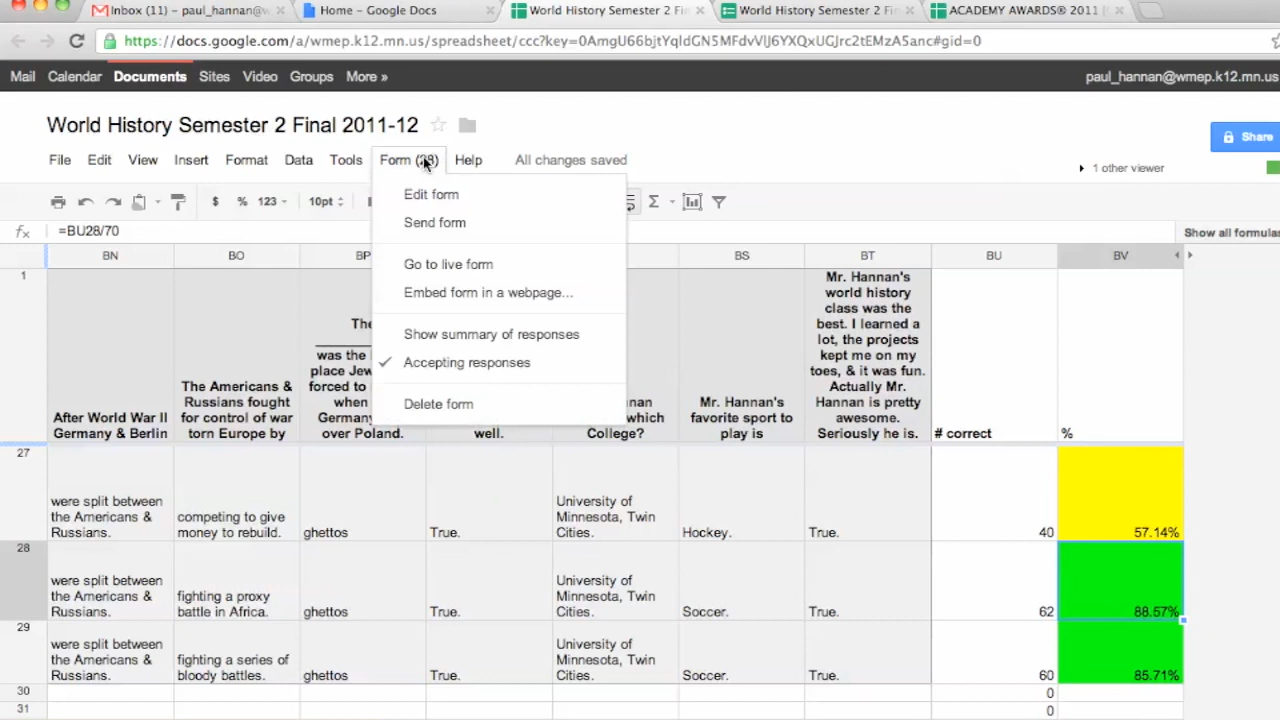 Inbox (11) – paul_hannan@w
Home – Google Docs
World History Semester 2 Fi
World History Semester 2 Fi
ACADEMY AWARDS® 2011
https://docs.google.com/a/wmep.k12.mn.us/spreadsheet/ccc?key=0AmgU66bjtYqldGN5MFdvVlJ6YXQxUGJrc2tEMzA5anc#gid=0
Mail Calendar Documents Sites Video Groups More » paul_hannan@wmep.k12.mn.us
World History Semester 2 Final 2011-12
Share
File Edit View Insert Format Data Tools Form (28) Help All changes saved
1 other viewer
$ % 123 10pt Σ
Edit form
Send form
Go to live form
Embed form in a webpage...
Show summary of responses
Accepting responses
Delete form
fx =BU28/70 Show all formulas
BN BO BP BS BT BU BV
1
After World War II
Germany & Berlin
The Americans &
Russians fought
for control of war
torn Europe by
The
was the
place Jew
forced to
when
Germany
over Poland.
well.
nan
which
College?
Mr. Hannan's
favorite sport to
play is
Mr. Hannan's
world history
class was the
best. I learned a
lot, the projects
kept me on my
toes, & it was fun.
Actually Mr.
Hannan is pretty
awesome.
Seriously he is.
# correct
%
27
were split between
the Americans &
Russians.
competing to give
money to rebuild.
ghettos
True.
University of
Minnesota, Twin
Cities.
Hockey.
True.
40
57.14%
28
were split between
the Americans &
Russians.
fighting a proxy
battle in Africa.
ghettos
True.
University of
Minnesota, Twin
Cities.
Soccer.
True.
62
88.57%
29
were split between
the Americans &
Russians.
fighting a series of
bloody battles.
ghettos
True.
University of
Minnesota, Twin
Cities.
Soccer.
True.
60
85.71%
30
0
31
0